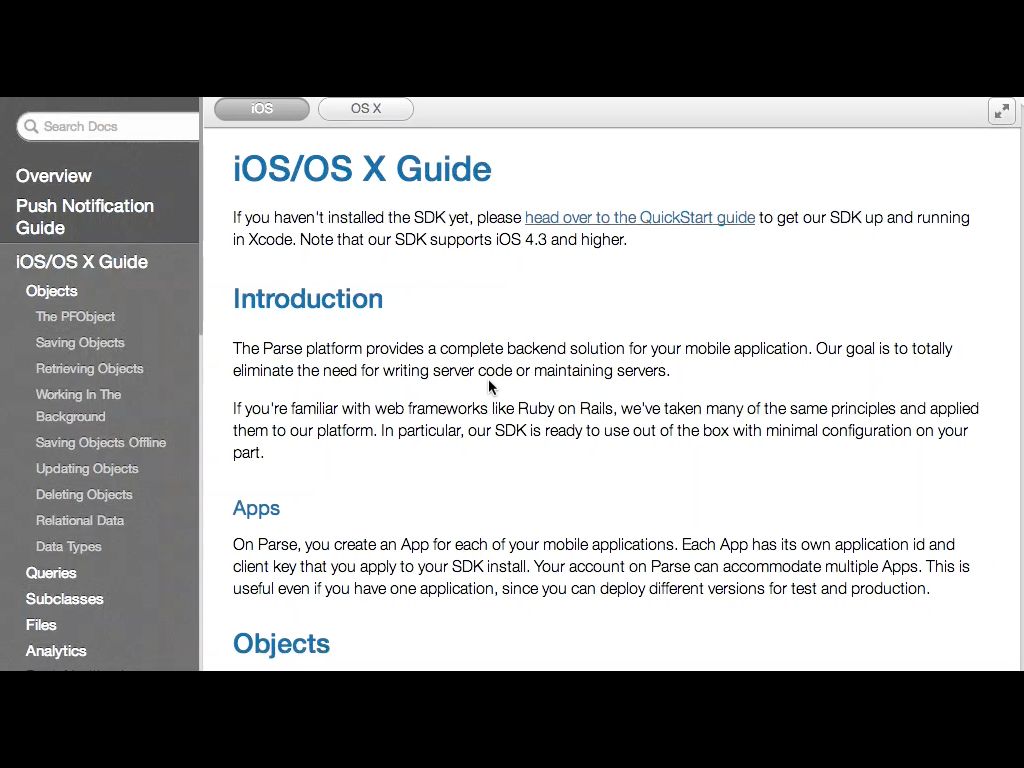 iOS
OS X
Search Docs
Overview
Push Notification
Guide
iOS/OS X Guide
Objects
The PFObject
Saving Objects
Retrieving Objects
Working In The
Background
Saving Objects Offline
Updating Objects
Deleting Objects
Relational Data
Data Types
Queries
Subclasses
Files
Analytics
iOS/OS X Guide
If you haven't installed the SDK yet, please head over to the QuickStart guide to get our SDK up and running
in Xcode. Note that our SDK supports iOS 4.3 and higher.
Introduction
The Parse platform provides a complete backend solution for your mobile application. Our goal is to totally
eliminate the need for writing server code or maintaining servers.
If you're familiar with web frameworks like Ruby on Rails, we've taken many of the same principles and applied
them to our platform. In particular, our SDK is ready to use out of the box with minimal configuration on your
part.
Apps
On Parse, you create an App for each of your mobile applications. Each App has its own application id and
client key that you apply to your SDK install. Your account on Parse can accommodate multiple Apps. This is
useful even if you have one application, since you can deploy different versions for test and production.
Objects